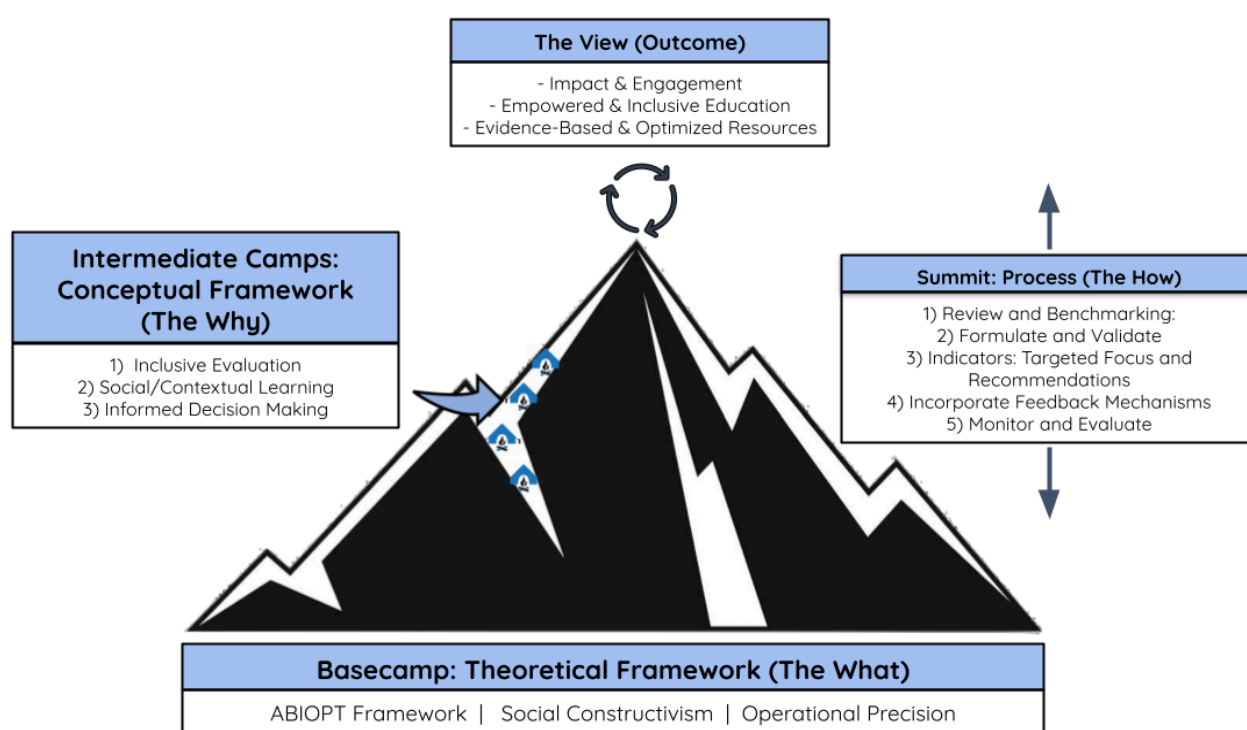 The View (Outcome)
- Impact & Engagement
- Empowered & Inclusive Education
- Evidence-Based & Optimized Resources
Intermediate Camps:
Conceptual Framework
(The Why)
1) Inclusive Evaluation
2) Social/Contextual Learning
3) Informed Decision Making
Summit: Process (The How)
1) Review and Benchmarking:
2) Formulate and Validate
3) Indicators: Targeted Focus and
Recommendations
4) Incorporate Feedback Mechanisms
5) Monitor and Evaluate
Basecamp: Theoretical Framework (The What)
ABIOPT Framework | Social Constructivism | Operational Precision